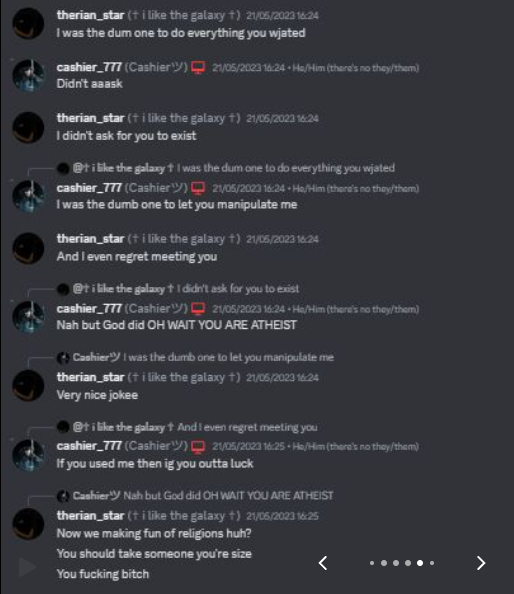 therian_star († i like the galaxy †) 21/05/2023 16:24
I was the dum one to do everything you wjated
cashier_777 (Cashierツ) 21/05/2023 16:24 • He/Him (there's no they/them)
Didn't aaask
therian_star († i like the galaxy †) 21/05/2023 16:24
I didn't ask for you to exist
@† i like the galaxy † I was the dum one to do everything you wjated
cashier_777 (Cashierツ) 21/05/2023 16:24 • He/Him (there's no they/them)
I was the dumb one to let you manipulate me
therian_star († i like the galaxy †) 21/05/2023 16:24
And I even regret meeting you
@† i like the galaxy † I didn't ask for you to exist
cashier_777 (Cashierツ) 21/05/2023 16:24 • He/Him (there's no they/them)
Nah but God did OH WAIT YOU ARE ATHEIST
Cashierツ I was the dumb one to let you manipulate me
therian_star († i like the galaxy †) 21/05/2023 16:24
Very nice jokee
@† i like the galaxy † And I even regret meeting you
cashier_777 (Cashierツ) 21/05/2023 16:25 • He/Him (there's no they/them)
If you used me then ig you outta luck
Cashierツ Nah but God did OH WAIT YOU ARE ATHEIST
therian_star († i like the galaxy †) 21/05/2023 16:25
Now we making fun of religions huh?
You should take someone you're size
You fucking bitch